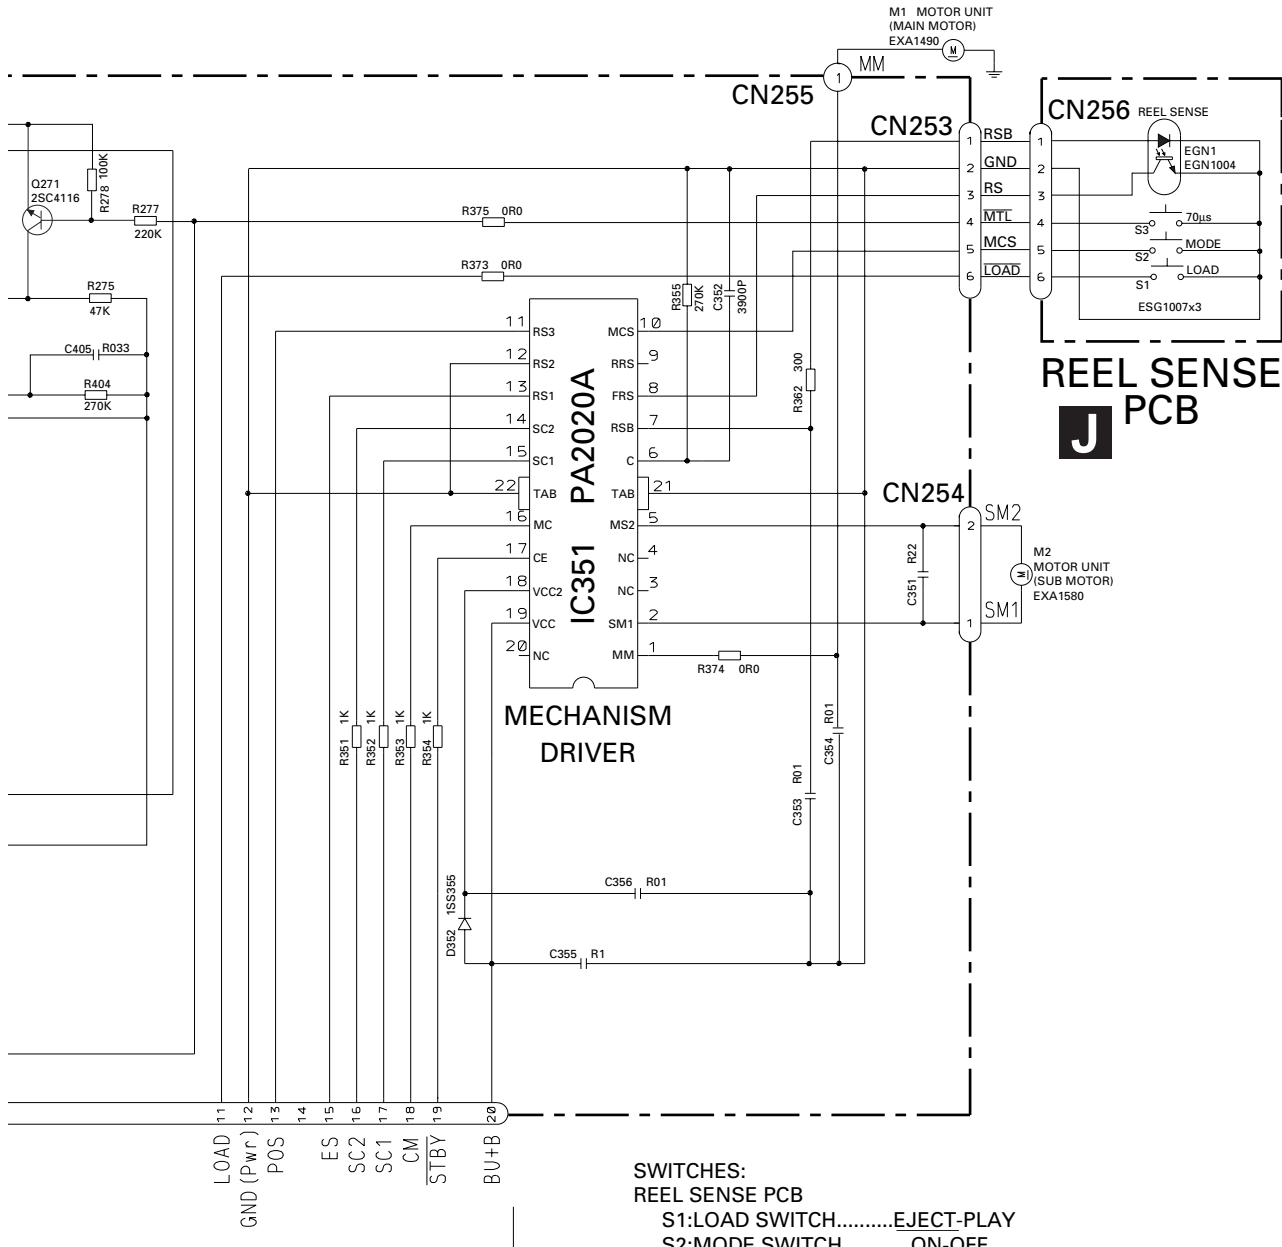 M1 MOTOR UNIT
(MAIN MOTOR)
EXA1490
M
1
MM
CN255
CN253
CN256
REEL SENSE
EGN1
EGN1004
1 RSB 1
2 GND 2
3 RS 3
4 MTL 4
5 MCS 5
6 LOAD 6
S3 70µs
S2 MODE
S1 LOAD
ESG1007x3
REEL SENSE
PCB
J
Q271
2SC4116
R278 100K
R277
220K
R275
47K
C405 R033
R404
270K
R375 0R0
R373 0R0
R355
270K
C352
3900P
R362 300
11 RS3
12 RS2
13 RS1
14 SC2
15 SC1
22 TAB
16 MC
17 CE
18 VCC2
19 VCC
20 NC
MCS 10
RRS 9
FRS 8
RSB 7
C 6
TAB 21
MS2 5
NC 4
NC 3
SM1 2
MM 1
IC351 PA2020A
MECHANISM
DRIVER
CN254
2 SM2
1 SM1
C351 R22
M
M2
MOTOR UNIT
(SUB MOTOR)
EXA1580
R374 0R0
R351 1K
R352 1K
R353 1K
R354 1K
C354 R01
C353 R01
C356 R01
D352 1SS355
C355 R1
11 12 13 14 15 16 17 18 19 20
LOAD
GND (Pwr)
POS
ES
SC2
SC1
CM
STBY
BU+B
SWITCHES:
REEL SENSE PCB
S1:LOAD SWITCH..........EJECT-PLAY
S2:MODE SWITCH ON-OFF